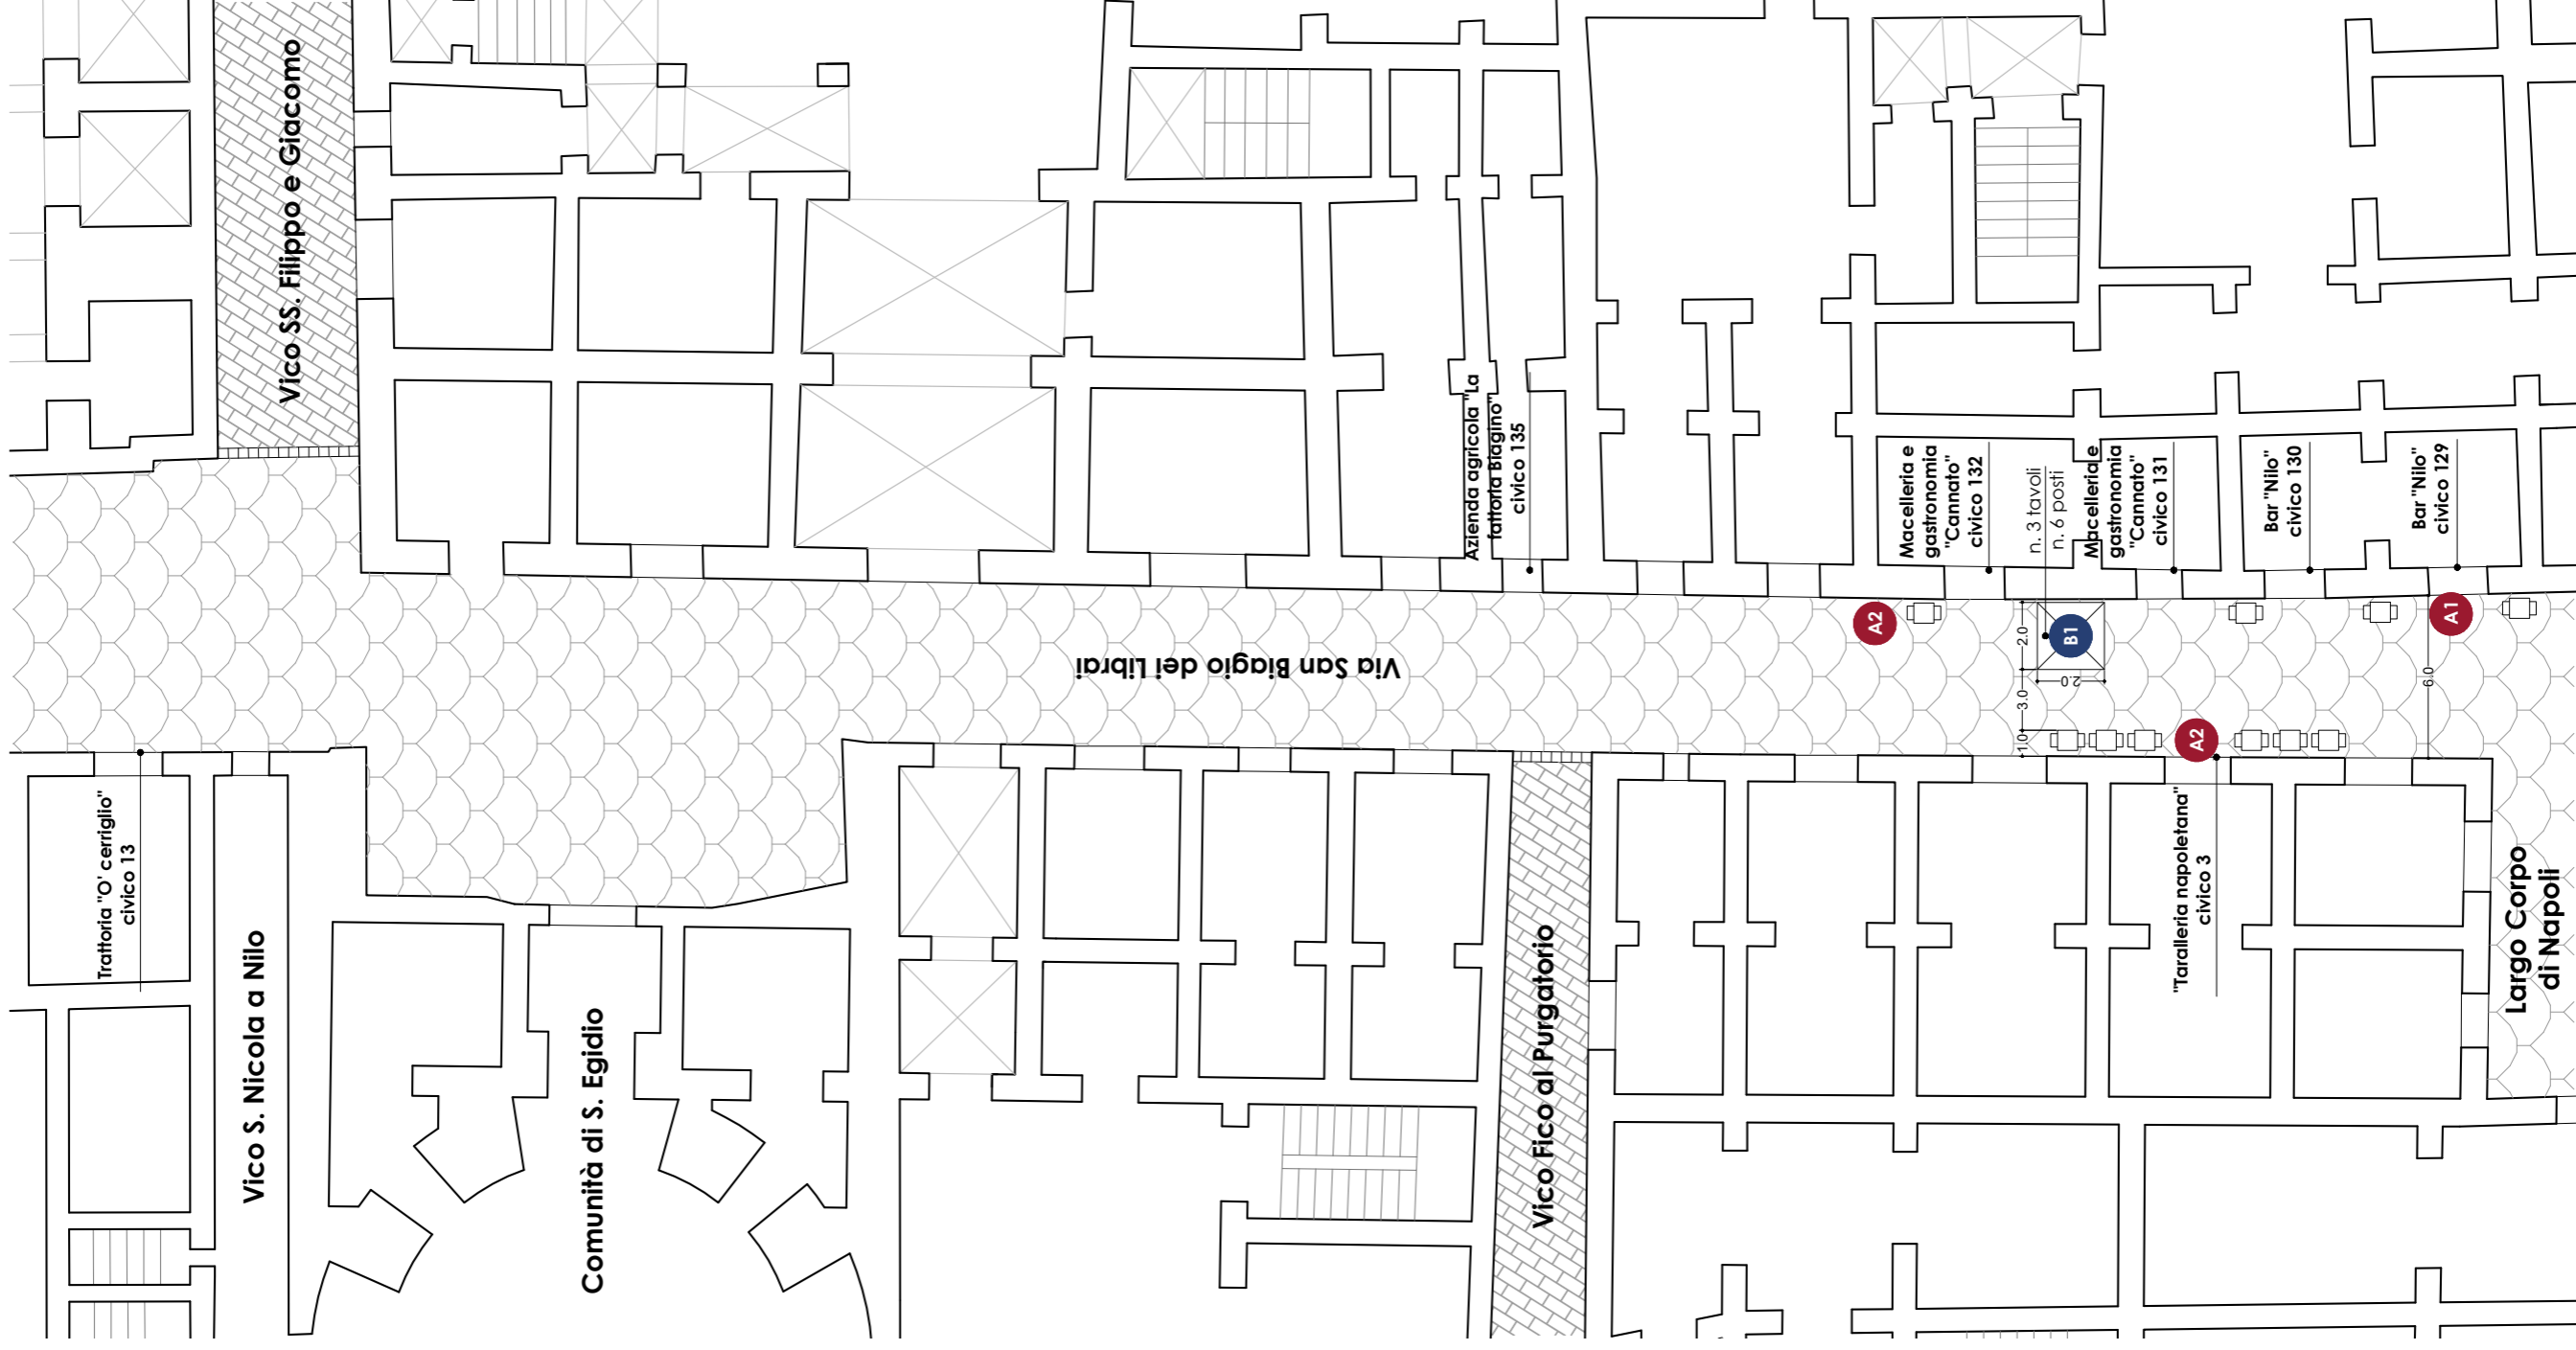 Vico SS. Filippo e Giacomo
Azienda agricola "La
fattoria Biagino"
civico 135
Macelleria e
gastronomia
"Cannato"
civico 132
n. 3 tavoli
n. 6 posti
Macelleria e
gastronomia
"Cannato"
civico 131
Bar "Nilo"
civico 130
Bar "Nilo"
civico 129
A2
B1
A1
2.0
2.0
3.0
1.0
6.0
Via San Biagio dei Librai
A2
Trattoria "O' cerriglio"
civico 13
Vico S. Nicola a Nilo
Comunità di S. Egidio
Vico Fico al Purgatorio
"Taralleria napoletana"
civico 3
Largo Corpo
di Napoli